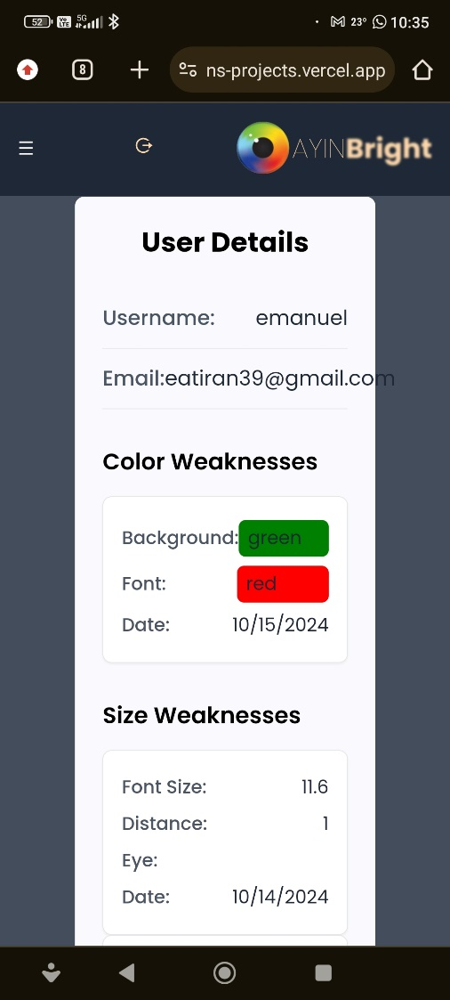 52 Vo LTE 5G 23° 10:35
8 ns-projects.vercel.app
AYINBright
User Details
Username: emanuel
Email:eatiran39@gmail.com
Color Weaknesses
Background: green
Font: red
Date: 10/15/2024
Size Weaknesses
Font Size: 11.6
Distance: 1
Eye:
Date: 10/14/2024